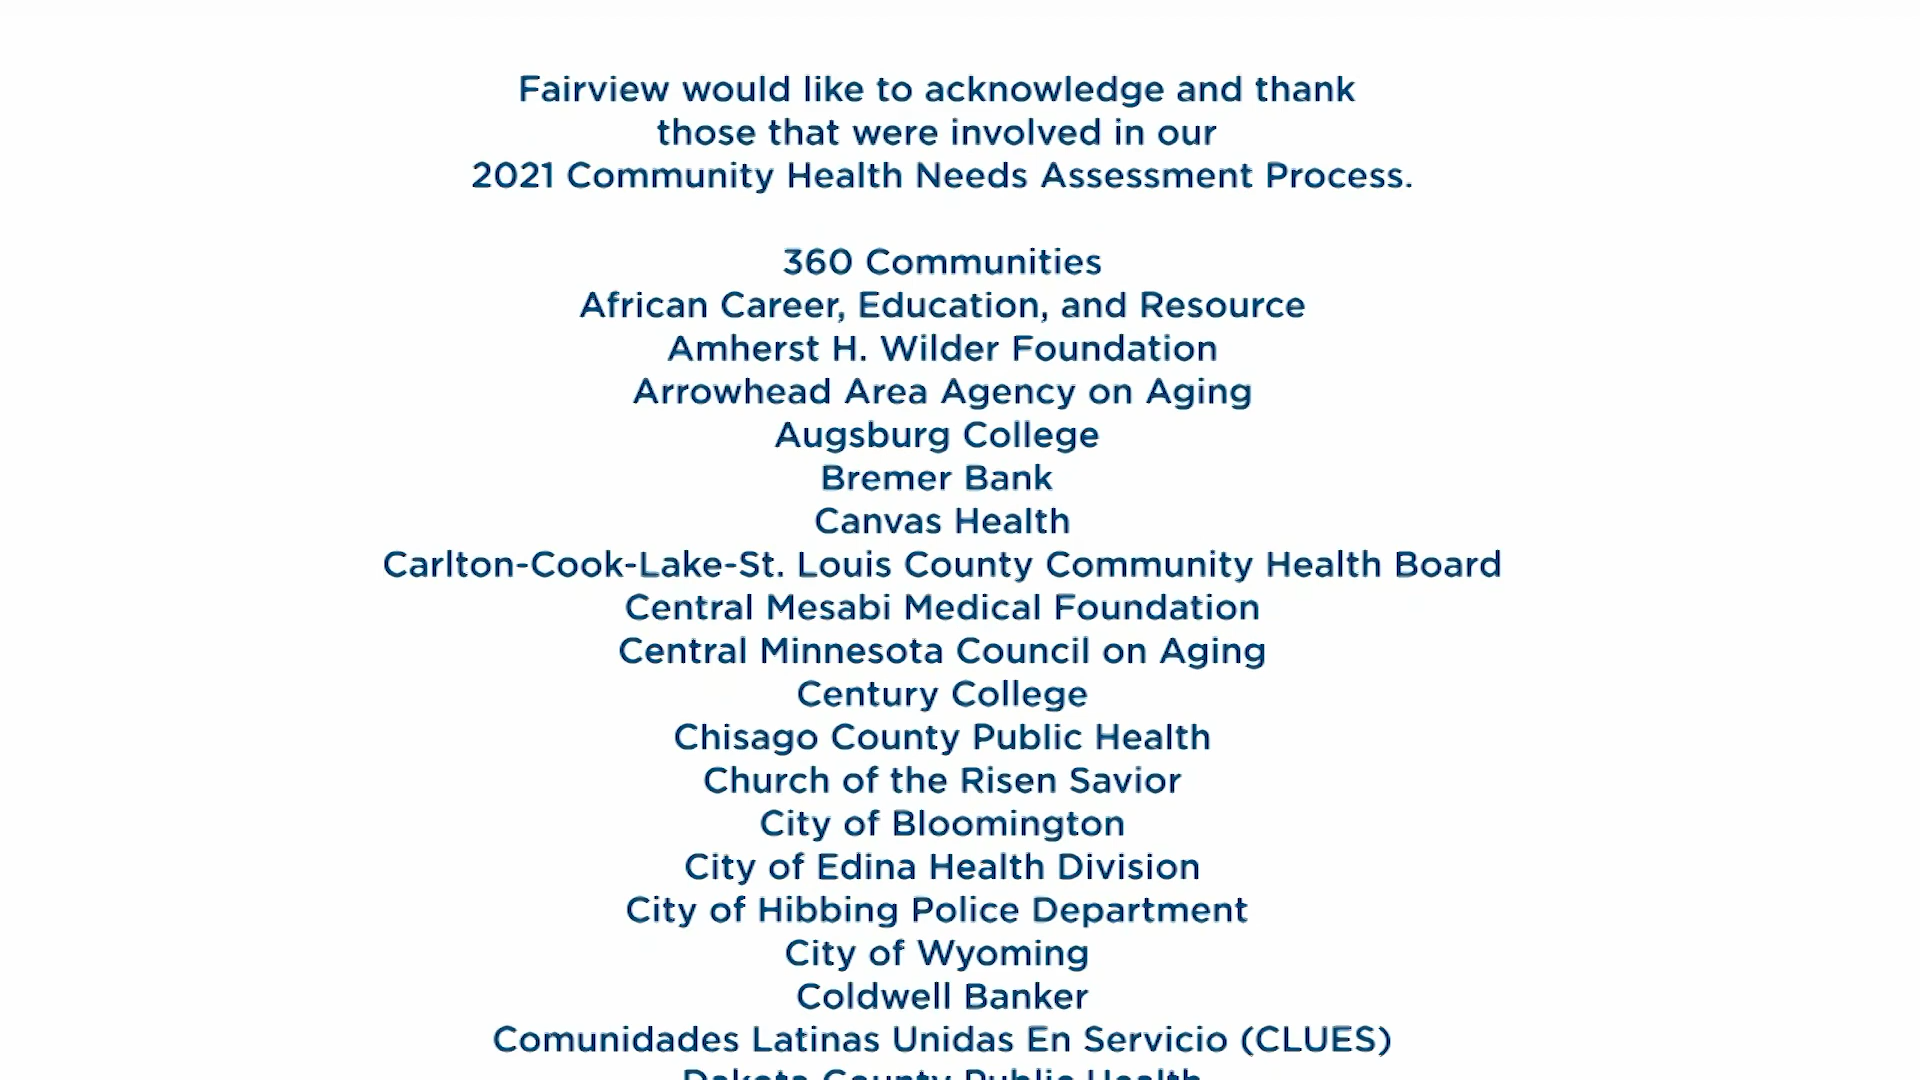 Fairview would like to acknowledge and thank
those that were involved in our
2021 Community Health Needs Assessment Process.
360 Communities
African Career, Education, and Resource
Amherst H. Wilder Foundation
Arrowhead Area Agency on Aging
Augsburg College
Bremer Bank
Canvas Health
Carlton-Cook-Lake-St. Louis County Community Health Board
Central Mesabi Medical Foundation
Central Minnesota Council on Aging
Century College
Chisago County Public Health
Church of the Risen Savior
City of Bloomington
City of Edina Health Division
City of Hibbing Police Department
City of Wyoming
Coldwell Banker
Comunidades Latinas Unidas En Servicio (CLUES)
Dakota County Public Health